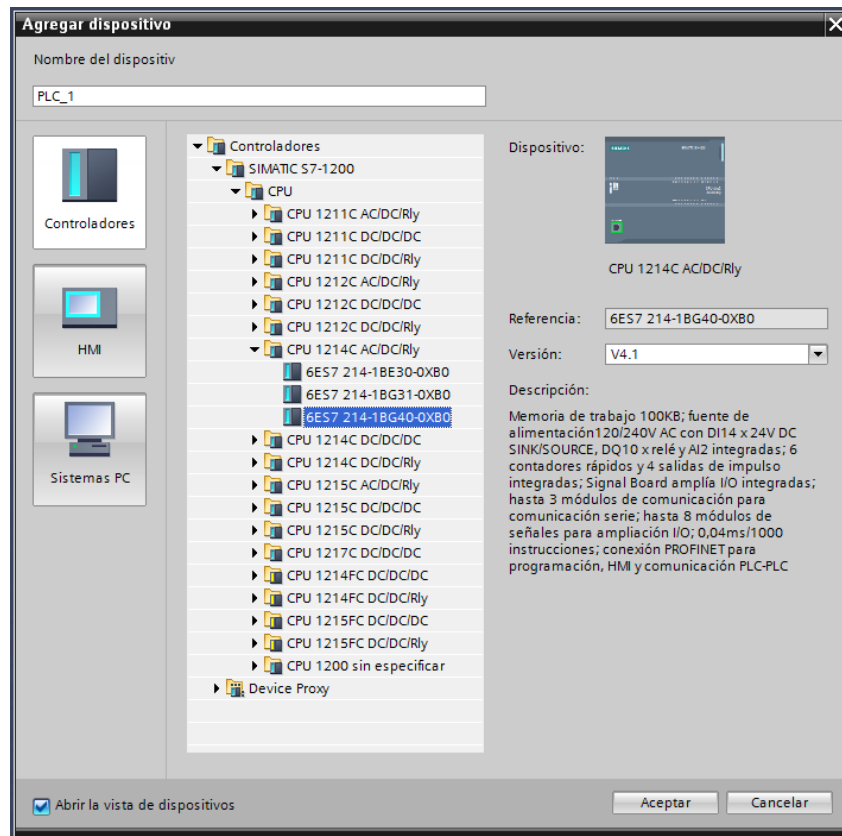 Agregar dispositivo
Nombre del dispositiv
PLC_1
Controladores
HMI
Sistemas PC
Controladores
SIMATIC S7-1200
CPU
CPU 1211C AC/DC/Rly
CPU 1211C DC/DC/DC
CPU 1211C DC/DC/Rly
CPU 1212C AC/DC/Rly
CPU 1212C DC/DC/DC
CPU 1212C DC/DC/Rly
CPU 1214C AC/DC/Rly
6ES7 214-1BE30-0XB0
6ES7 214-1BG31-0XB0
6ES7 214-1BG40-0XB0
CPU 1214C DC/DC/DC
CPU 1214C DC/DC/Rly
CPU 1215C AC/DC/Rly
CPU 1215C DC/DC/DC
CPU 1215C DC/DC/Rly
CPU 1217C DC/DC/DC
CPU 1214FC DC/DC/DC
CPU 1214FC DC/DC/Rly
CPU 1215FC DC/DC/DC
CPU 1215FC DC/DC/Rly
CPU 1200 sin especificar
Device Proxy
Dispositivo:
CPU 1214C AC/DC/Rly
Referencia: 6ES7 214-1BG40-0XB0
Versión: V4.1
Descripción:
Memoria de trabajo 100KB; fuente de
alimentación120/240V AC con DI14 x 24V DC
SINK/SOURCE, DQ10 x relé y AI2 integradas; 6
contadores rápidos y 4 salidas de impulso
integradas; Signal Board amplía I/O integradas;
hasta 3 módulos de comunicación para
comunicación serie; hasta 8 módulos de
señales para ampliación I/O; 0,04ms/1000
instrucciones; conexión PROFINET para
programación, HMI y comunicación PLC-PLC
Abrir la vista de dispositivos
Aceptar
Cancelar